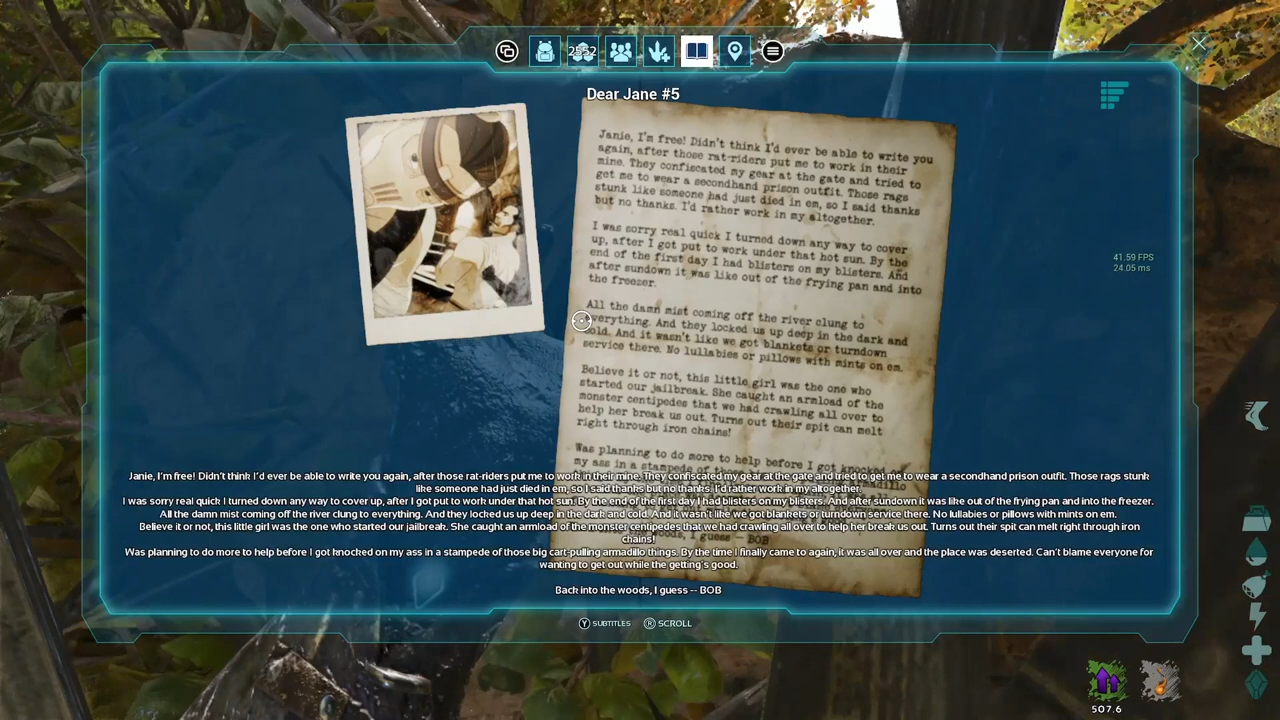 2552
Dear Jane #5
41.59 FPS
24.05 ms
Janie, I'm free! Didn't think I'd ever be able to write you
again, after those rat-riders put me to work in their
mine. They confiscated my gear at the gate and tried to
get me to wear a secondhand prison outfit. Those rags
stunk like someone had just died in em, so I said thanks
but no thanks. I'd rather work in my altogether.
I was sorry real quick I turned down any way to cover
up, after I got put to work under that hot sun. By the
end of the first day I had blisters on my blisters. And
after sundown it was like out of the frying pan and into
the freezer.
All the damn mist coming off the river clung to
everything. And they locked us up deep in the dark and
cold. And it wasn't like we got blankets or turndown
service there. No lullabies or pillows with mints on em.
Believe it or not, this little girl was the one who
started our jailbreak. She caught an armload of the
monster centipedes that we had crawling all over to
help her break us out. Turns out their spit can melt
right through iron chains!
Was planning to do more to help before I got knocked on
my ass in a stampede of those
woods, I guess — BOB
Janie, I'm free! Didn't think I'd ever be able to write you again, after those rat-riders put me to work in their mine. They confiscated my gear at the gate and tried to get me to wear a secondhand prison outfit. Those rags stunk
like someone had just died in em, so I said thanks but no thanks. I'd rather work in my altogether.
I was sorry real quick I turned down any way to cover up, after I got put to work under that hot sun. By the end of the first day I had blisters on my blisters. And after sundown it was like out of the frying pan and into the freezer.
All the damn mist coming off the river clung to everything. And they locked us up deep in the dark and cold. And it wasn't like we got blankets or turndown service there. No lullabies or pillows with mints on em.
Believe it or not, this little girl was the one who started our jailbreak. She caught an armload of the monster centipedes that we had crawling all over to help her break us out. Turns out their spit can melt right through iron
chains!
Was planning to do more to help before I got knocked on my ass in a stampede of those big cart-pulling armadillo things. By the time I finally came to again, it was all over and the place was deserted. Can't blame everyone for
wanting to get out while the getting's good.
Back into the woods, I guess -- BOB
Y SUBTITLES R SCROLL
507.6